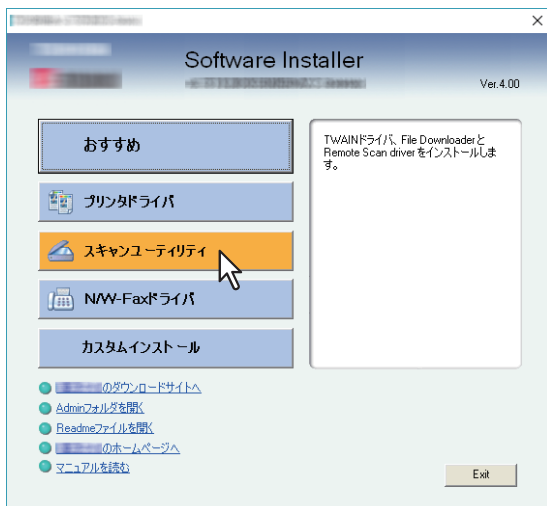 Software Installer
Ver.4.00
おすすめ
プリンタドライバ
スキャンユーティリティ
N/W-Faxドライバ
カスタムインストール
TWAINドライバ、File Downloaderと
Remote Scan driverをインストールしま
す。
のダウンロードサイトへ
Adminフォルダを開く
Readmeファイルを開く
のホームページへ
マニュアルを読む
Exit